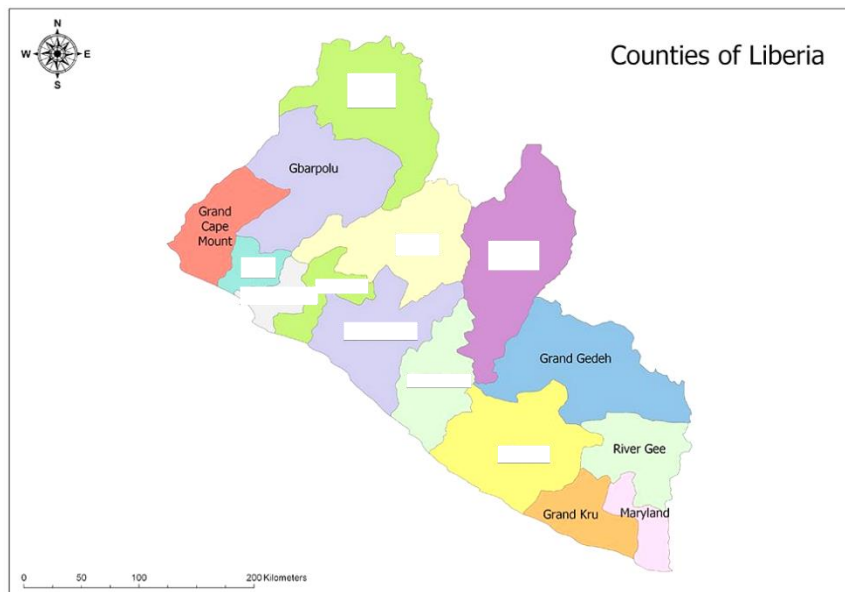 N
W E
S
Counties of Liberia
Gbarpolu
Grand
Cape
Mount
Grand Gedeh
River Gee
Grand Kru
Maryland
0 50 100 200 Kilometers